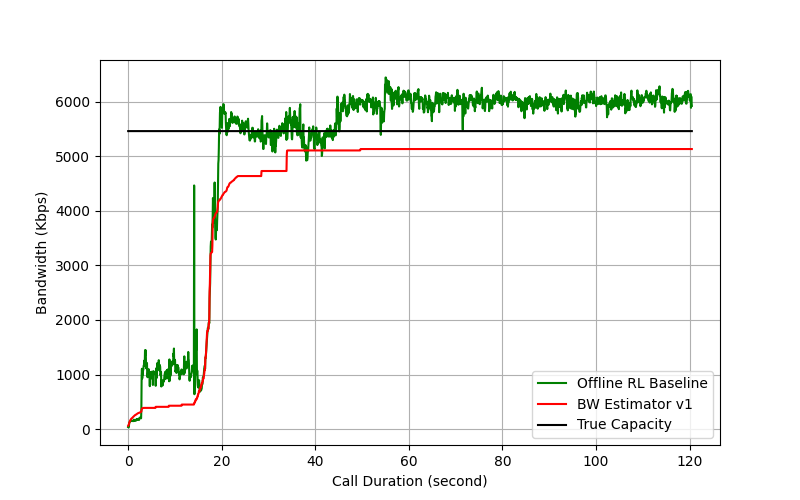 6000
5000
4000
3000
2000
1000
0
Bandwidth (Kbps)
Offline RL Baseline
BW Estimator v1
True Capacity
0 20 40 60 80 100 120
Call Duration (second)